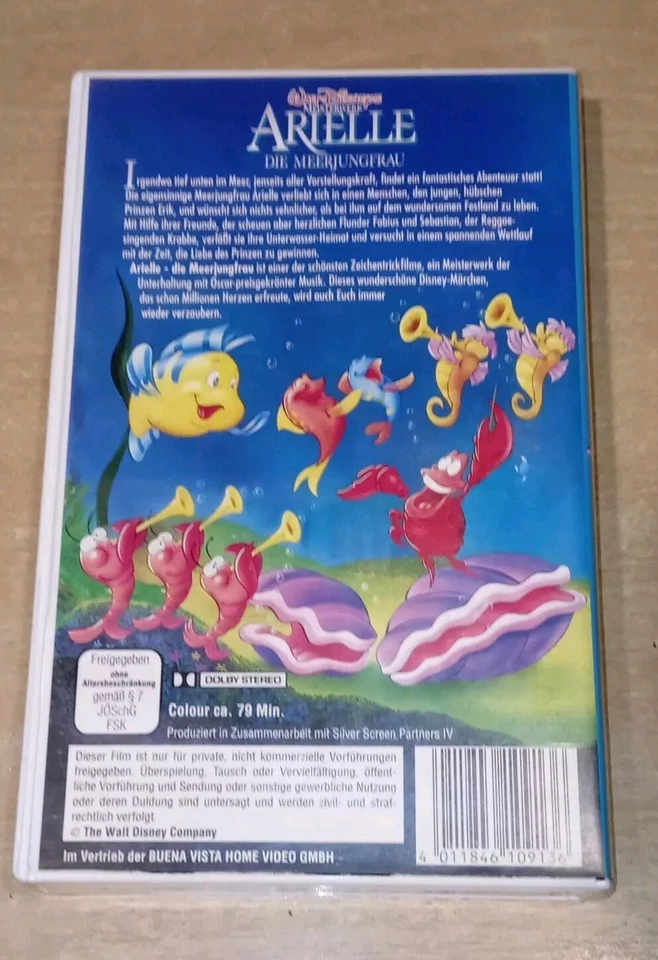 Walt Disneys
MEISTERWERK
ARIELLE
DIE MEERJUNGFRAU
Irgendwo tief unten im Meer, jenseits aller Vorstellungskraft, findet ein fantastisches Abenteuer statt!
Die eigensinnige Meerjungfrau Arielle verliebt sich in einen Menschen, den jungen, hübschen
Prinzen Erik, und wünscht sich nichts sehnlicher, als bei ihm auf dem wundersamen Festland zu leben.
Mit Hilfe ihrer Freunde, der scheuen aber herzlichen Flunder Fabius und Sebastian, der Reggae-
singenden Krabbe, verläßt sie ihre Unterwasser-Heimat und versucht in einem spannenden Wettlauf
mit der Zeit, die Liebe des Prinzen zu gewinnen.
Arielle - die Meerjungfrau ist einer der schönsten Zeichentrickfilme, ein Meisterwerk der
Unterhaltung mit Oscar-preisgekrönter Musik. Dieses wunderschöne Disney-Märchen,
das schon Millionen Herzen erfreute, wird auch Euch immer
wieder verzaubern.
Freigegeben
ohne
Altersbeschränkung
gemäß § 7
JÖSchG
FSK
DOLBY STEREO
Colour ca. 79 Min.
Produziert in Zusammenarbeit mit Silver Screen Partners IV
Dieser Film ist nur für private, nicht kommerzielle Vorführungen
freigegeben. Überspielung, Tausch oder Vervielfältigung, öffent-
liche Vorführung und Sendung oder sonstige gewerbliche Nutzung
oder deren Duldung sind untersagt und werden zivil- und straf-
rechtlich verfolgt.
© The Walt Disney Company
Im Vertrieb der BUENA VISTA HOME VIDEO GMBH
4 011846 109136